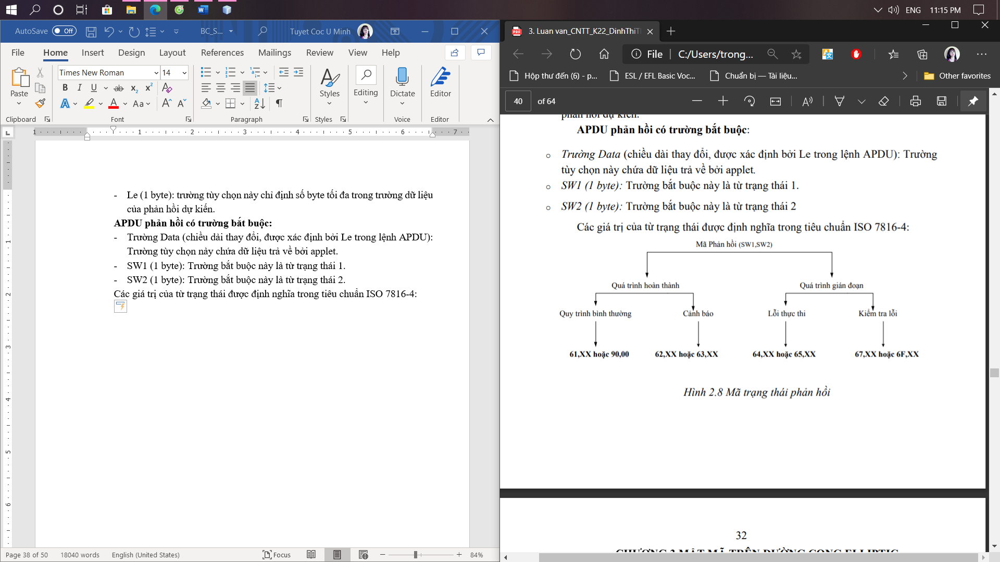 ENG
11:15 PM
AutoSave
Off
BC_S...
Tuyet Coc U Minh
File
Home
Insert
Design
Layout
References
Mailings
Review
View
Help
Paste
Times New Roman
14
Styles
Editing
Dictate
Editor
Clipboard
Font
Paragraph
Styles
Voice
Editor
- Le (1 byte): trường tùy chọn này chỉ định số byte tối đa trong trường dữ liệu
của phản hồi dự kiến.
APDU phản hồi có trường bắt buộc:
- Trường Data (chiều dài thay đổi, được xác định bởi Le trong lệnh APDU):
Trường tùy chọn này chứa dữ liệu trả về bởi applet.
- SW1 (1 byte): Trường bắt buộc này là từ trạng thái 1.
- SW2 (1 byte): Trường bắt buộc này là từ trạng thái 2.
Các giá trị của từ trạng thái được định nghĩa trong tiêu chuẩn ISO 7816-4:
Page 38 of 50
18040 words
English (United States)
Focus
84%
3. Luan van_CNTT_K22_DinhThiT
File
C:/Users/trong...
Hộp thư đến (6) - p...
ESL / EFL Basic Voc...
Chuẩn bị — Tài liệu...
Other favorites
40
of 64
phản hồi dự kiến.
APDU phản hồi có trường bắt buộc:
o Trường Data (chiều dài thay đổi, được xác định bởi Le trong lệnh APDU): Trường
tùy chọn này chứa dữ liệu trả về bởi applet.
o SW1 (1 byte): Trường bắt buộc này là từ trạng thái 1.
o SW2 (1 byte): Trường bắt buộc này là từ trạng thái 2
Các giá trị của từ trạng thái được định nghĩa trong tiêu chuẩn ISO 7816-4:
Mã Phản hồi (SW1,SW2)
Quá trình hoàn thành
Quá trình gián đoạn
Quy trình bình thường
Cảnh báo
Lỗi thực thi
Kiểm tra lỗi
61,XX hoặc 90,00
62,XX hoặc 63,XX
64,XX hoặc 65,XX
67,XX hoặc 6F,XX
Hình 2.8 Mã trạng thái phản hồi
32
CHƯƠNG 3 MẬT MÃ TRÊN ĐƯỜNG CONG ELLIPTIC